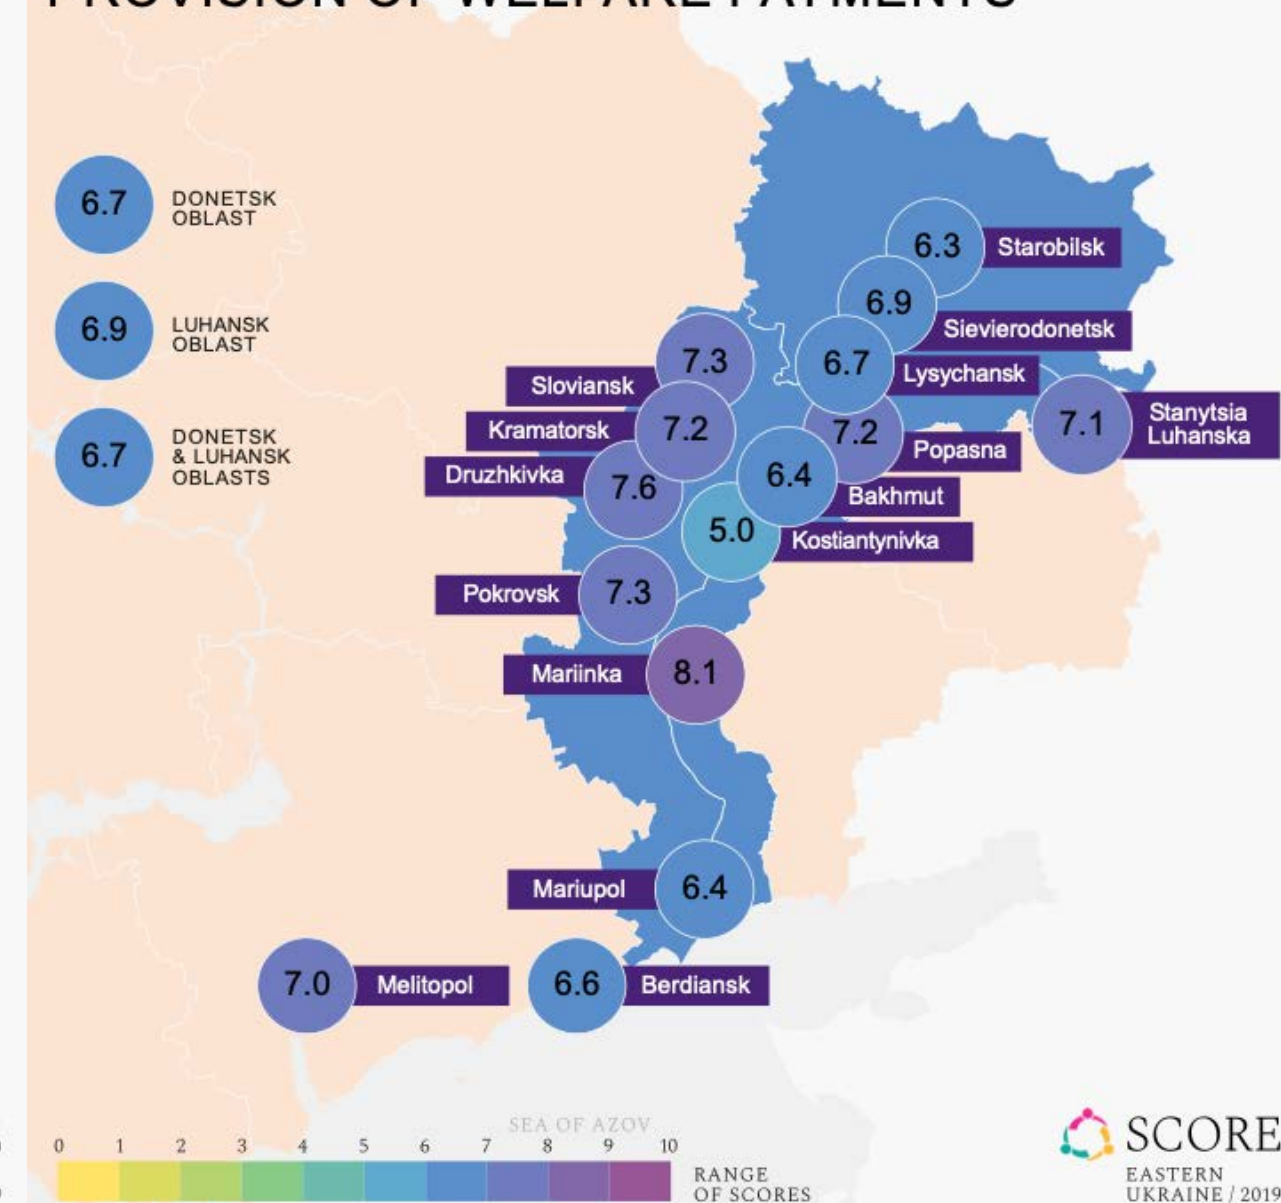 PROVISION OF WELFARE PAYMENTS
6.7
DONETSK
OBLAST
6.9
LUHANSK
OBLAST
6.7
DONETSK
& LUHANSK
OBLASTS
6.3
Starobilsk
6.9
Sievierodonetsk
6.7
Lysychansk
7.3
Sloviansk
7.2
Kramatorsk
7.2
Popasna
7.1
Stanytsia
Luhanska
7.6
Druzhkivka
6.4
Bakhmut
5.0
Kostiantynivka
7.3
Pokrovsk
8.1
Mariinka
6.4
Mariupol
7.0
Melitopol
6.6
Berdiansk
SEA OF AZOV
0 1 2 3 4 5 6 7 8 9 10
RANGE
OF SCORES
SCORE
EASTERN
UKRAINE / 2019